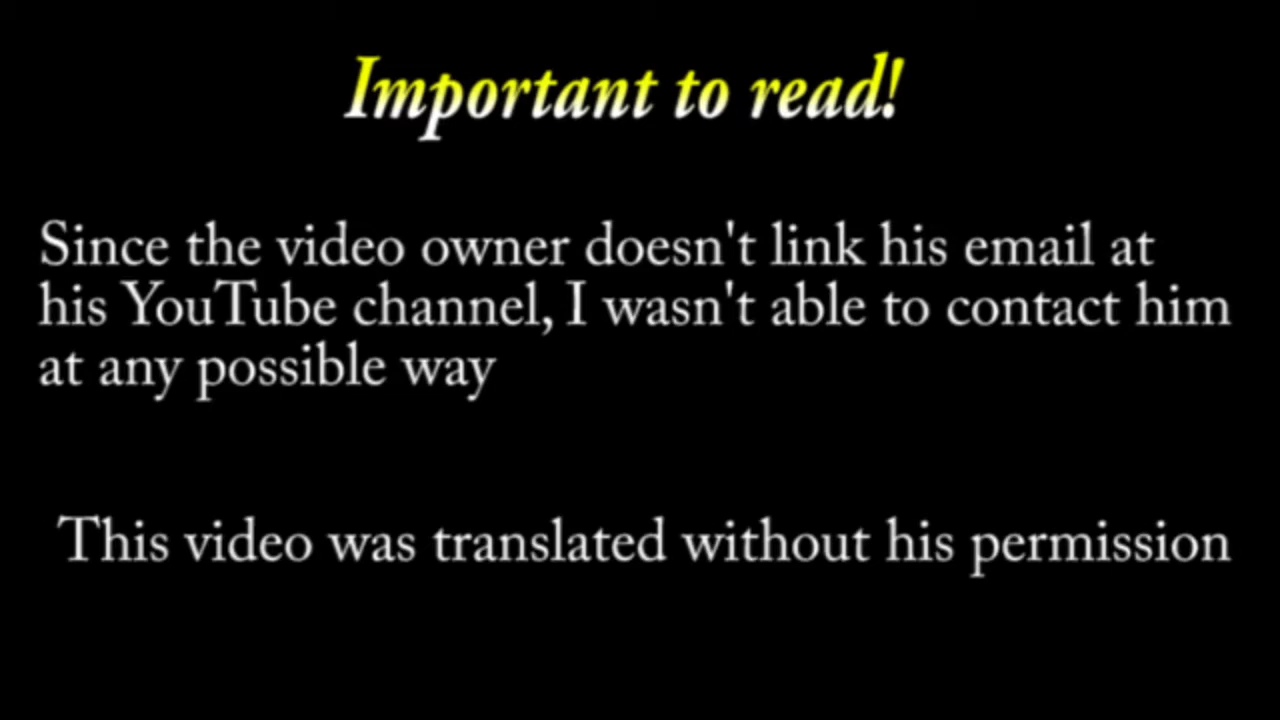 Important to read!
Since the video owner doesn't link his email at
his YouTube channel, I wasn't able to contact him
at any possible way
This video was translated without his permission